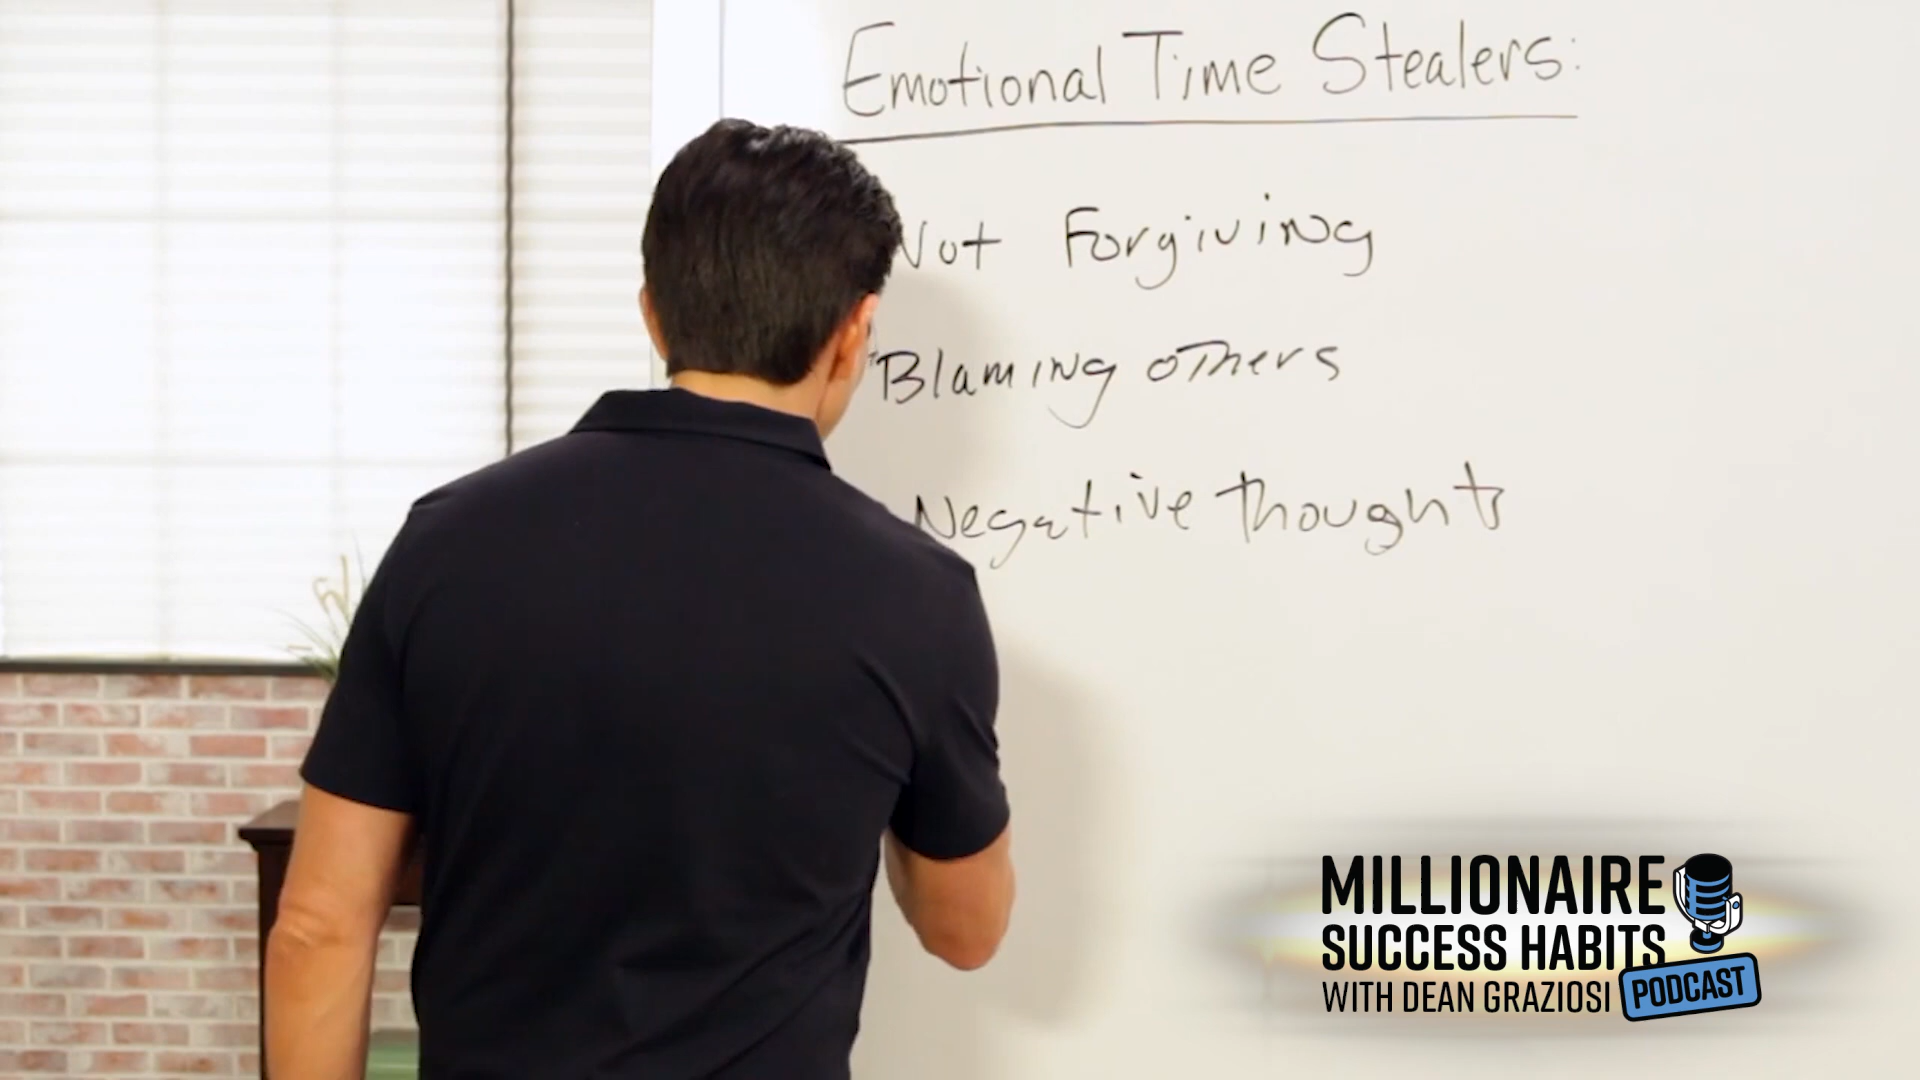 Emotional Time Stealers:
Not Forgiving
Blaming others
Negative thoughts
MILLIONAIRE
SUCCESS HABITS
WITH DEAN GRAZIOSI
PODCAST